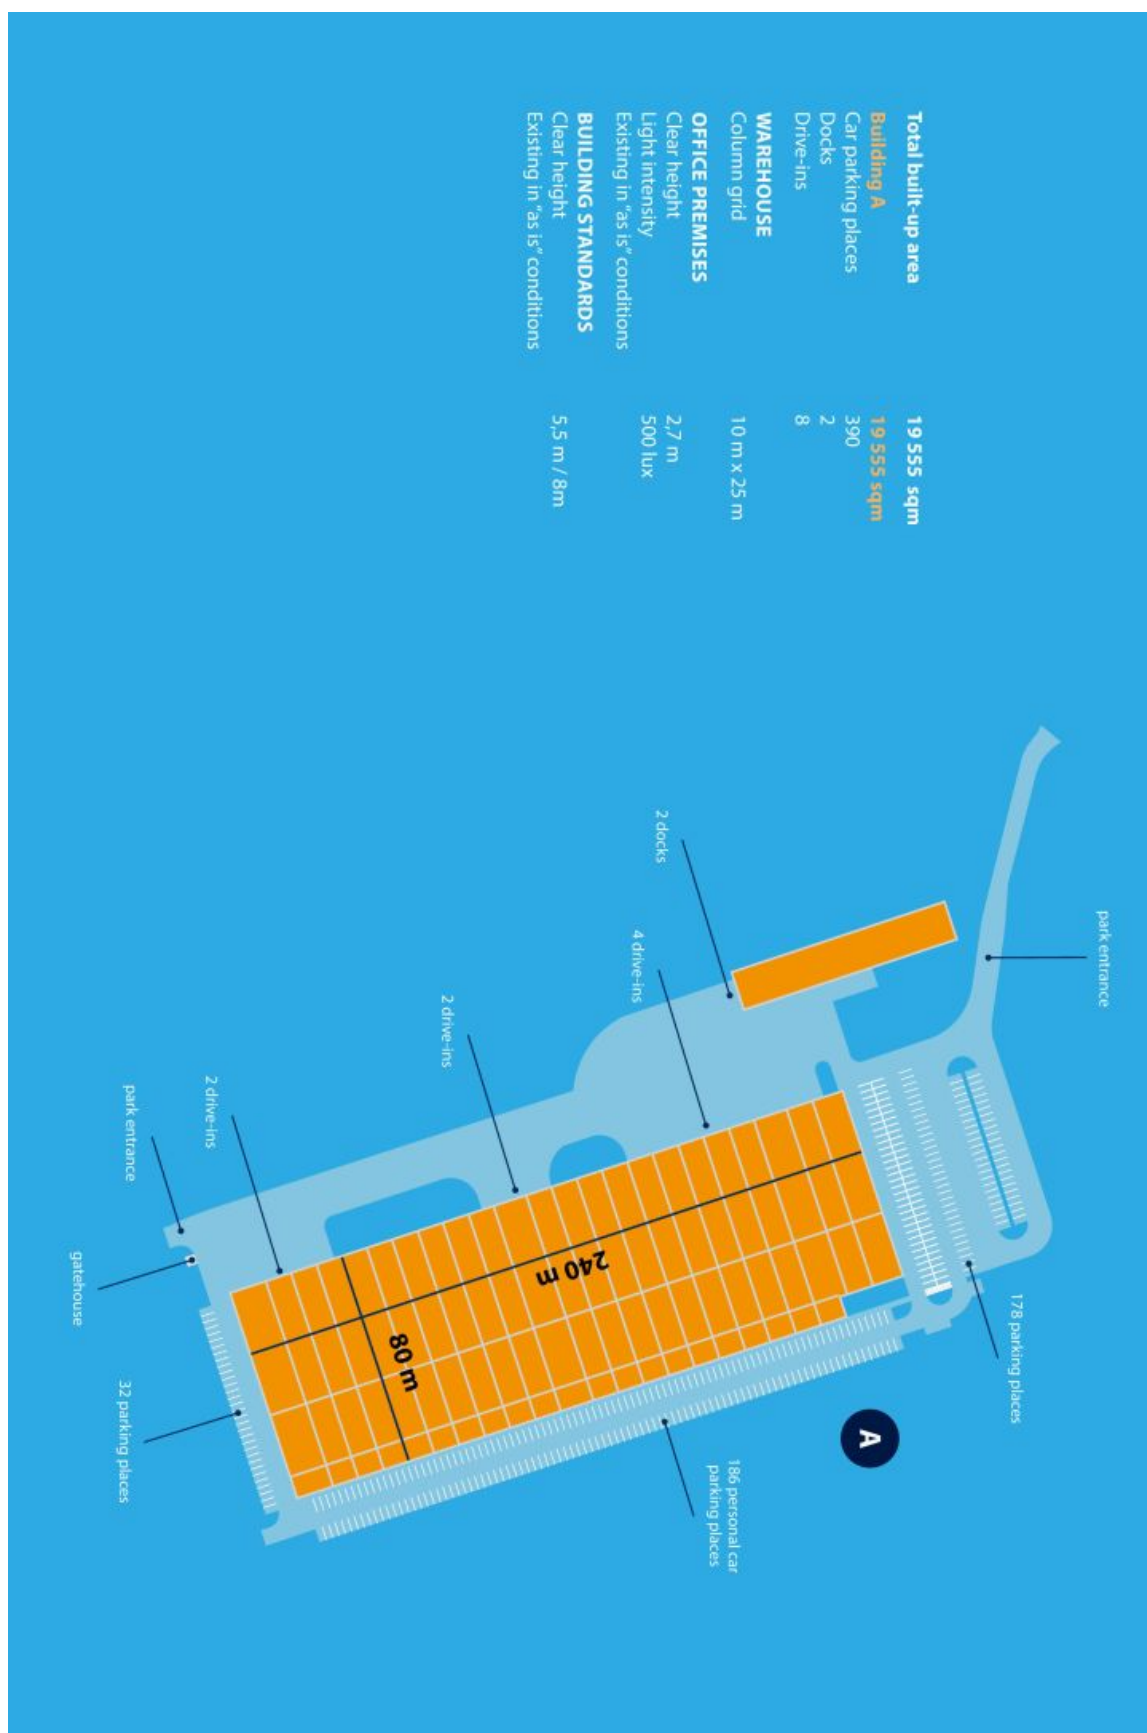 Total built-up area 19 555 sqm
Building A 19 555 sqm
Car parking places 390
Docks 2
Drive-ins 8
WAREHOUSE
Column grid 10 m x 25 m
OFFICE PREMISES
Clear height 2,7 m
Light intensity 500 lux
Existing in "as is" conditions
BUILDING STANDARDS
Clear height 5,5 m / 8m
Existing in "as is" conditions
park entrance
2 docks
4 drive-ins
2 drive-ins
2 drive-ins
park entrance
gatehouse
240 m
80 m
178 parking places
A
32 parking places
186 personal car
parking places